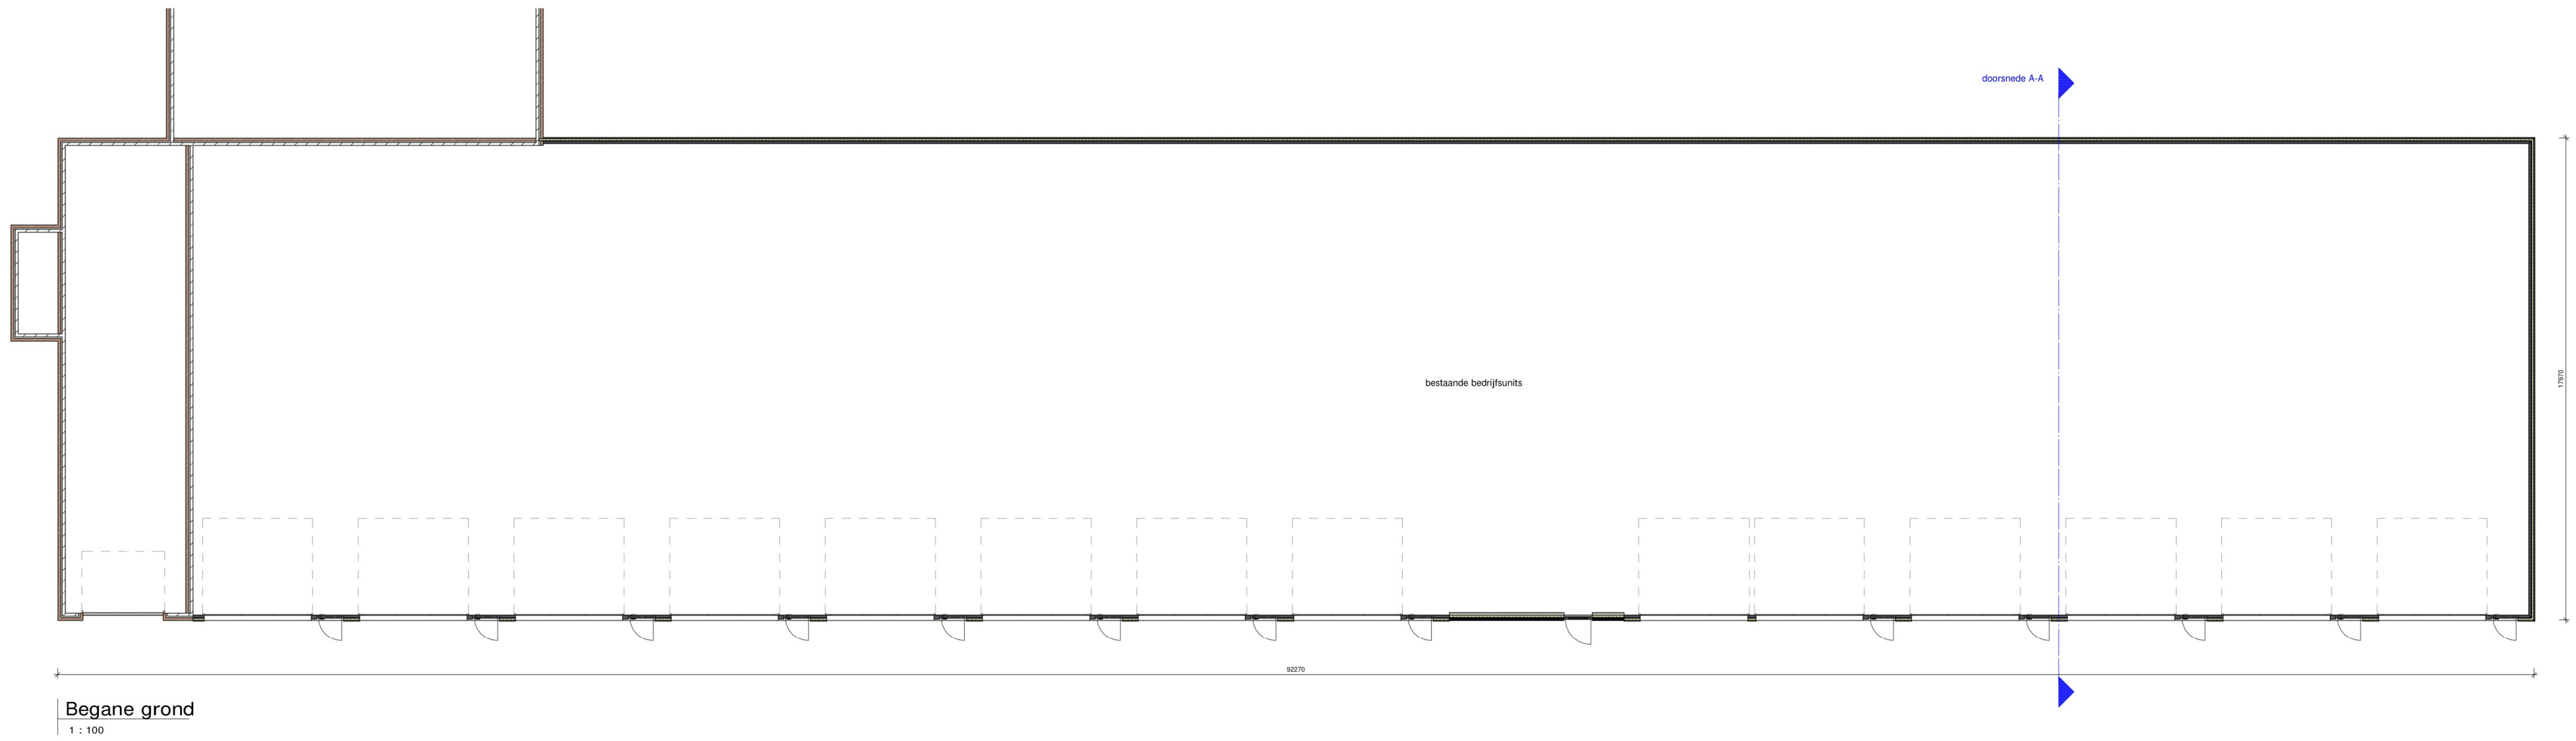 doorsnede A-A
17970
bestaande bedrijfsunits
92270
Begane grond
1 : 100